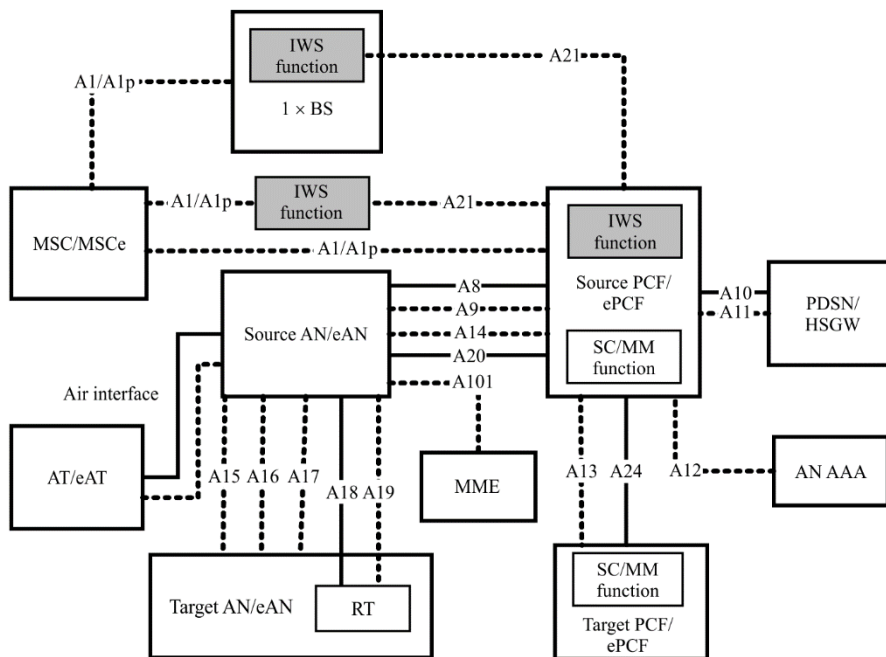 IWS
function
1 × BS
A21
A1/A1p
MSC/MSCe
A1/A1p
IWS
function
A21
A1/A1p
IWS
function
Source PCF/
ePCF
SC/MM
function
A10
A11
PDSN/
HSGW
Source AN/eAN
A8
A9
A14
A20
A101
Air interface
AT/eAT
A15
A16
A17
A18
A19
MME
A13
A24
A12
AN AAA
Target AN/eAN
RT
SC/MM
function
Target PCF/
ePCF